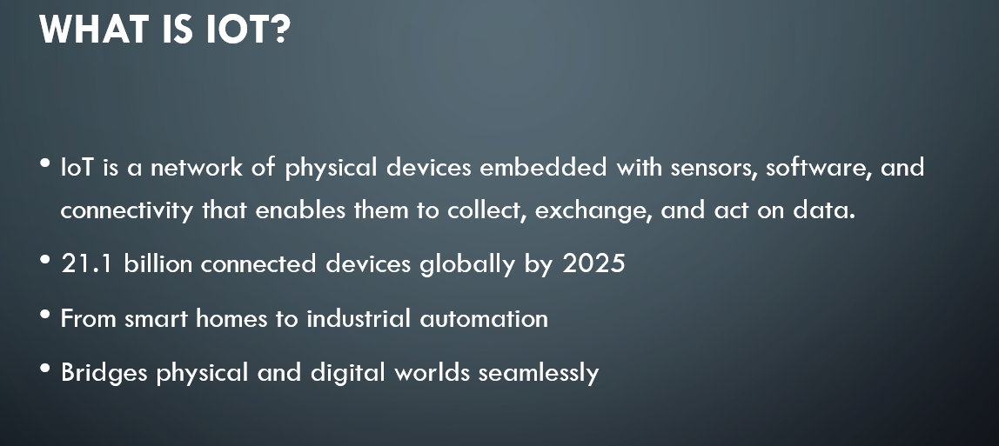 WHAT IS IOT?
• IoT is a network of physical devices embedded with sensors, software, and
connectivity that enables them to collect, exchange, and act on data.
• 21.1 billion connected devices globally by 2025
• From smart homes to industrial automation
• Bridges physical and digital worlds seamlessly